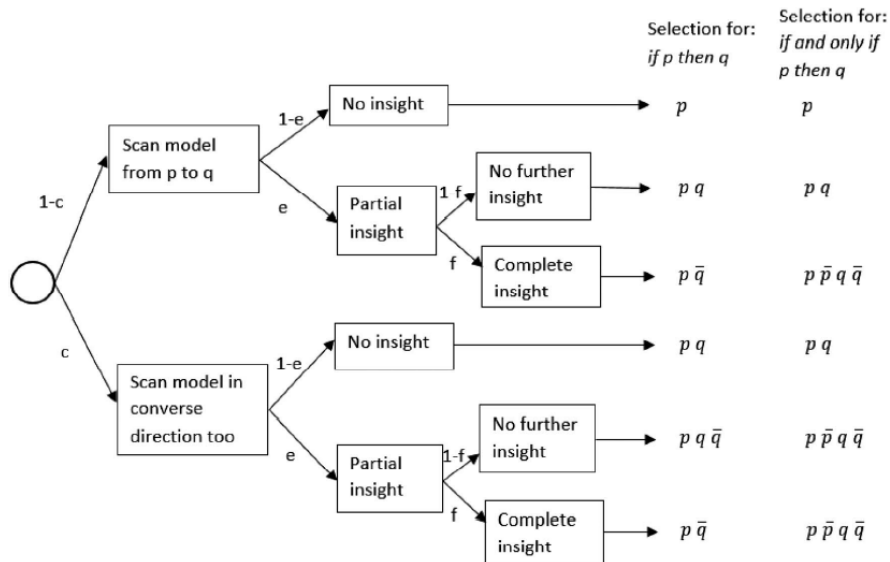 Selection for:
if p then q
Selection for:
if and only if
p then q
1-c
c
Scan model
from p to q
1-e
e
No insight
p
p
Partial
insight
1 f
f
No further
insight
p q
p q
Complete
insight
p q̄
p p̄ q q̄
Scan model in
converse
direction too
1-e
e
No insight
p q
p q
Partial
insight
1-f
f
No further
insight
p q q̄
p p̄ q q̄
Complete
insight
p q̄
p p̄ q q̄